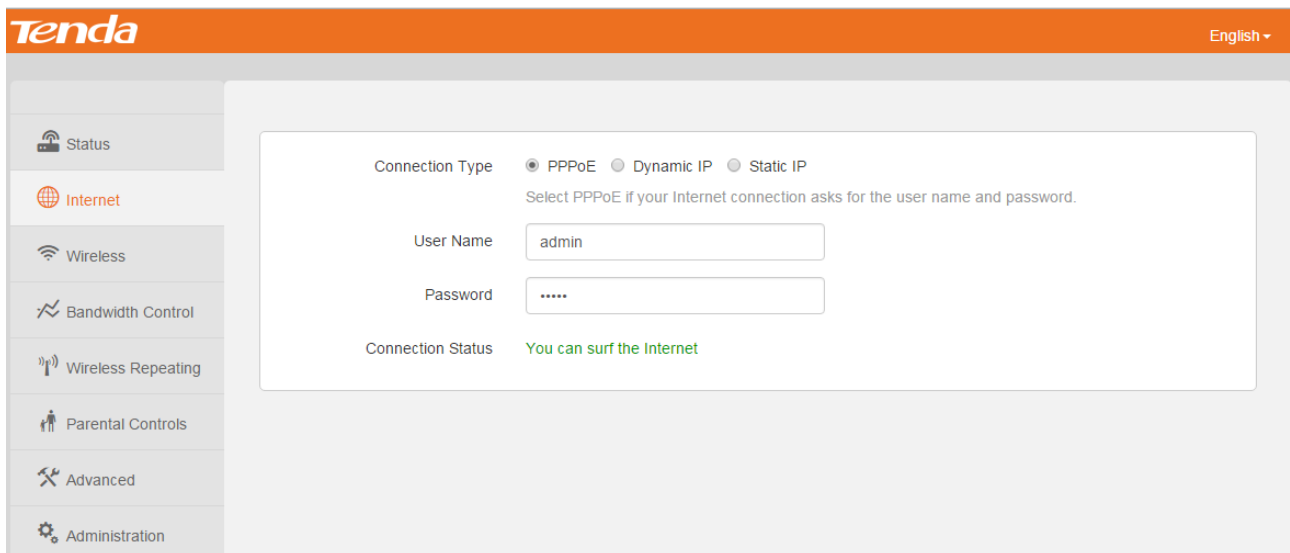 Tenda
English
Status
Internet
Wireless
Bandwidth Control
Wireless Repeating
Parental Controls
Advanced
Administration
Connection Type PPPoE Dynamic IP Static IP
Select PPPoE if your Internet connection asks for the user name and password.
User Name admin
Password •••••
Connection Status You can surf the Internet